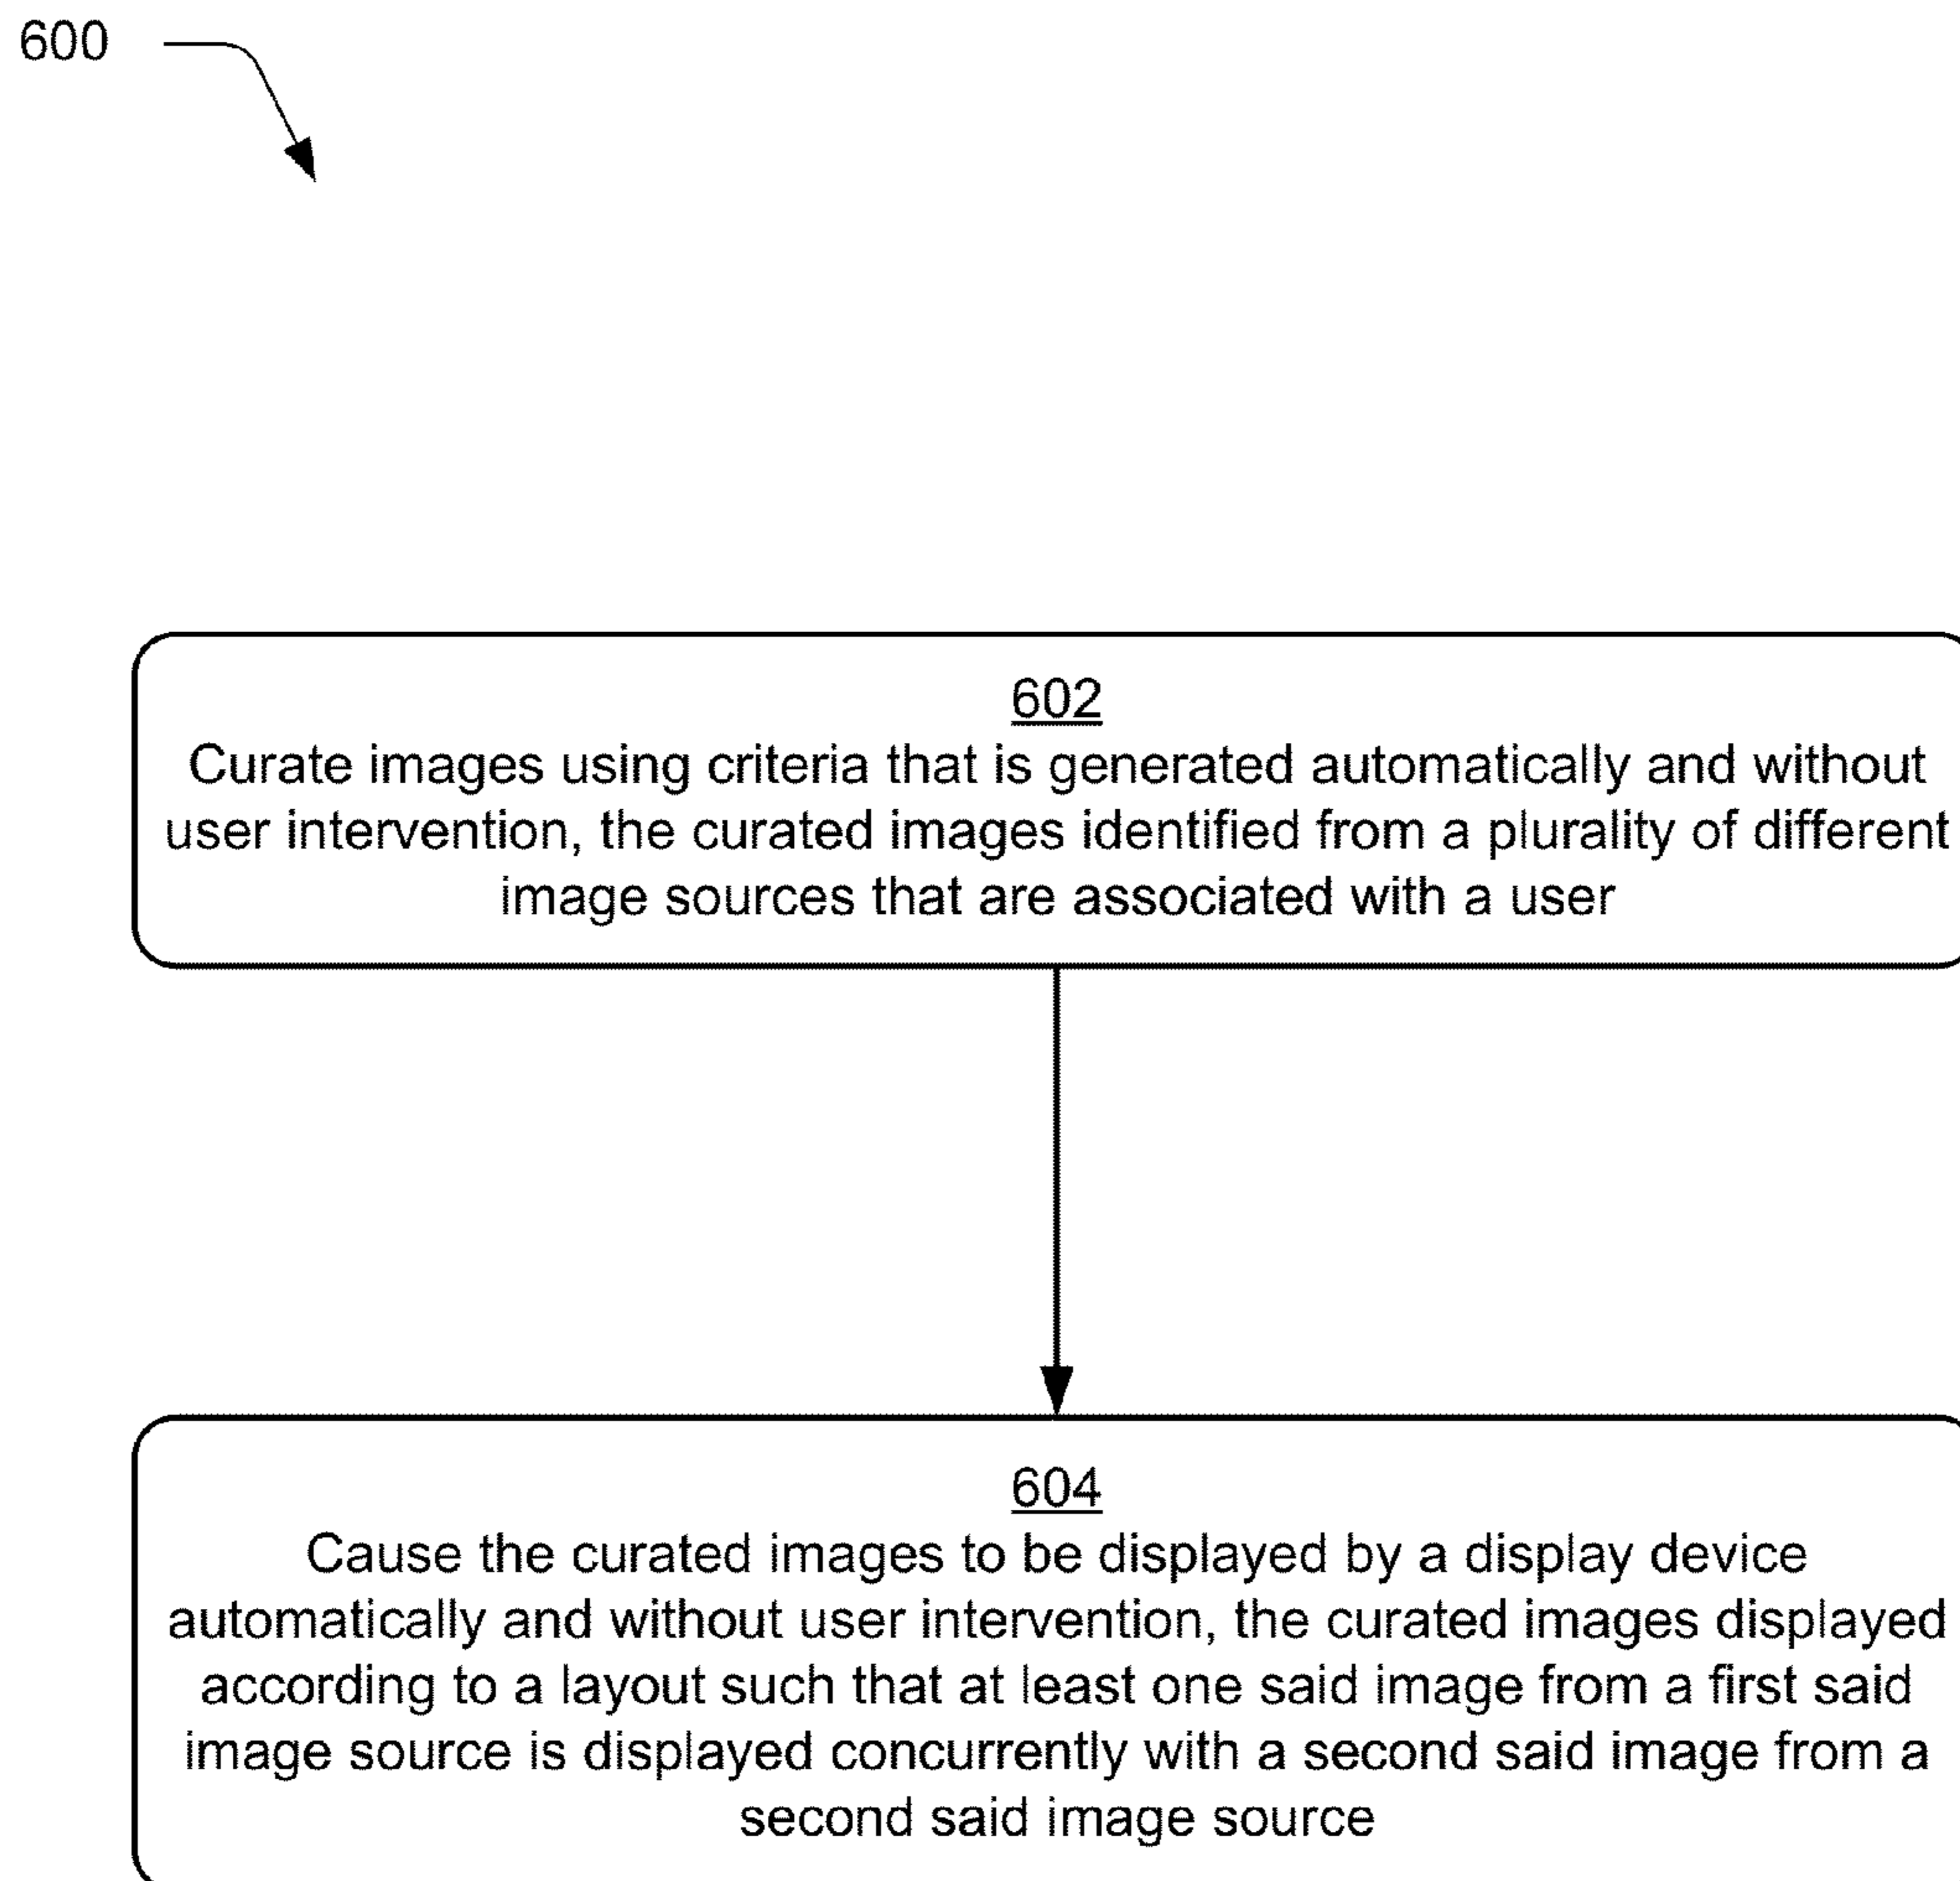 600
602
Curate images using criteria that is generated automatically and without
user intervention, the curated images identified from a plurality of different
image sources that are associated with a user
604
Cause the curated images to be displayed by a display device
automatically and without user intervention, the curated images displayed
according to a layout such that at least one said image from a first said
image source is displayed concurrently with a second said image from a
second said image source